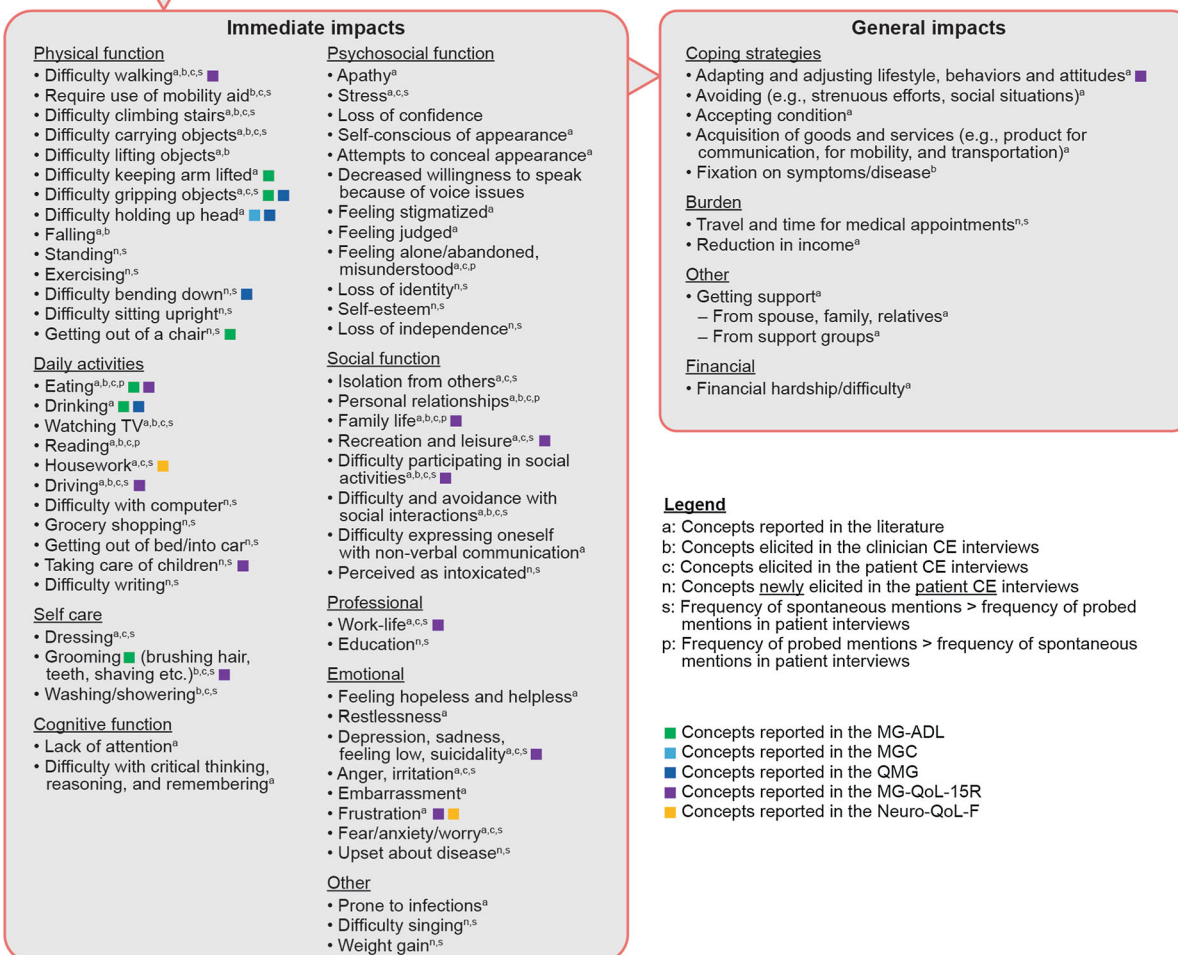 Immediate impacts
Physical function
• Difficulty walkinga,b,c,s
• Require use of mobility aidb,c,s
• Difficulty climbing stairsa,b,c,s
• Difficulty carrying objectsa,b,c,s
• Difficulty lifting objectsa,b
• Difficulty keeping arm lifteda
• Difficulty gripping objectsa,c,s
• Difficulty holding up heada
• Fallinga,b
• Standingn,s
• Exercisingn,s
• Difficulty bending downn,s
• Difficulty sitting uprightn,s
• Getting out of a chairn,s
Daily activities
• Eatinga,b,c,p
• Drinkinga
• Watching TVa,b,c,s
• Readinga,b,c,p
• Houseworka,c,s
• Drivinga,b,c,s
• Difficulty with computern,s
• Grocery shoppingn,s
• Getting out of bed/into carn,s
• Taking care of childrenn,s
• Difficulty writingn,s
Self care
• Dressinga,c,s
• Grooming (brushing hair,
teeth, shaving etc.)b,c,s
• Washing/showeringb,c,s
Cognitive function
• Lack of attentiona
• Difficulty with critical thinking,
reasoning, and rememberinga
Psychosocial function
• Apathya
• Stressa,c,s
• Loss of confidence
• Self-conscious of appearancea
• Attempts to conceal appearancea
• Decreased willingness to speak
because of voice issues
• Feeling stigmatizeda
• Feeling judgeda
• Feeling alone/abandoned,
misunderstooda,c,p
• Loss of identityn,s
• Self-esteemn,s
• Loss of independencen,s
Social function
• Isolation from othersa,c,s
• Personal relationshipsa,b,c,p
• Family lifea,b,c,p
• Recreation and leisurea,c,s
• Difficulty participating in social
activitiesa,b,c,s
• Difficulty and avoidance with
social interactionsa,b,c,s
• Difficulty expressing oneself
with non-verbal communicationa
• Perceived as intoxicatedn,s
Professional
• Work-lifea,c,s
• Educationn,s
Emotional
• Feeling hopeless and helplessa
• Restlessnessa
• Depression, sadness,
feeling low, suicidalitya,c,s
• Anger, irritationa,c,s
• Embarrassmenta
• Frustrationa
• Fear/anxiety/worrya,c,s
• Upset about diseasen,s
Other
• Prone to infectionsa
• Difficulty singingn,s
• Weight gainn,s
General impacts
Coping strategies
• Adapting and adjusting lifestyle, behaviors and attitudesa
• Avoiding (e.g., strenuous efforts, social situations)a
• Accepting conditiona
• Acquisition of goods and services (e.g., product for
communication, for mobility, and transportation)a
• Fixation on symptoms/diseaseb
Burden
• Travel and time for medical appointmentsn,s
• Reduction in incomea
Other
• Getting supporta
– From spouse, family, relativesa
– From support groupsa
Financial
• Financial hardship/difficultya
Legend
a: Concepts reported in the literature
b: Concepts elicited in the clinician CE interviews
c: Concepts elicited in the patient CE interviews
n: Concepts newly elicited in the patient CE interviews
s: Frequency of spontaneous mentions > frequency of probed
mentions in patient interviews
p: Frequency of probed mentions > frequency of spontaneous
mentions in patient interviews
Concepts reported in the MG-ADL
Concepts reported in the MGC
Concepts reported in the QMG
Concepts reported in the MG-QoL-15R
Concepts reported in the Neuro-QoL-F